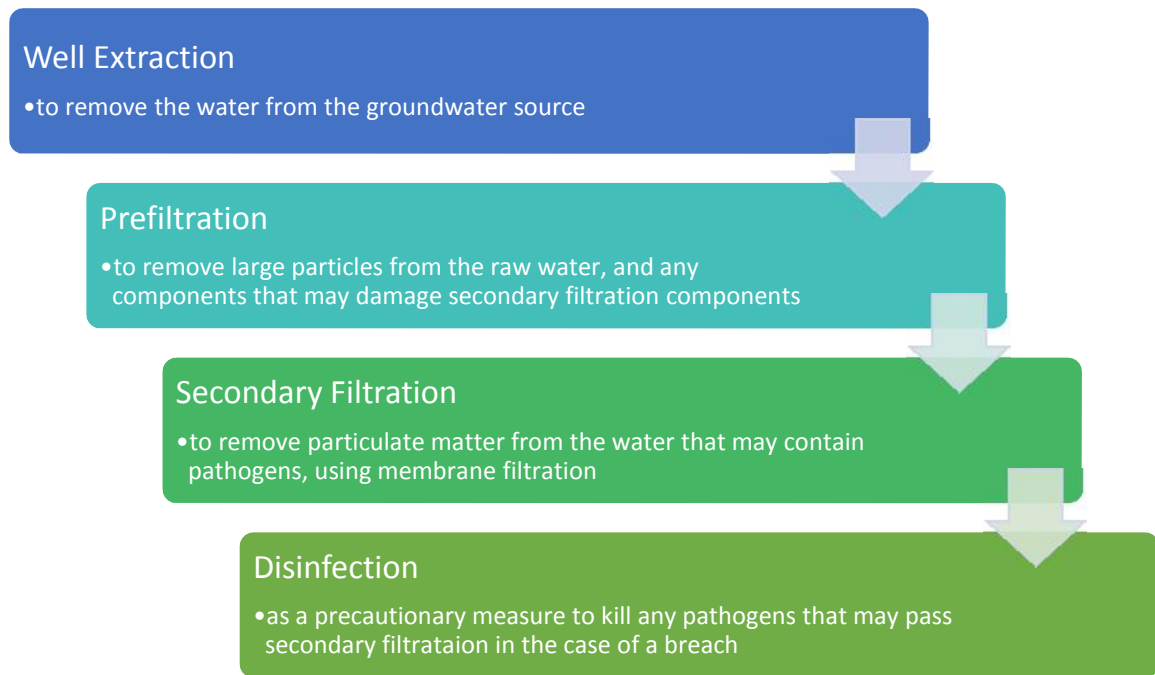 Well Extraction
•to remove the water from the groundwater source
Prefiltration
•to remove large particles from the raw water, and any
components that may damage secondary filtration components
Secondary Filtration
•to remove particulate matter from the water that may contain
pathogens, using membrane filtration
Disinfection
•as a precautionary measure to kill any pathogens that may pass
secondary filtrataion in the case of a breach